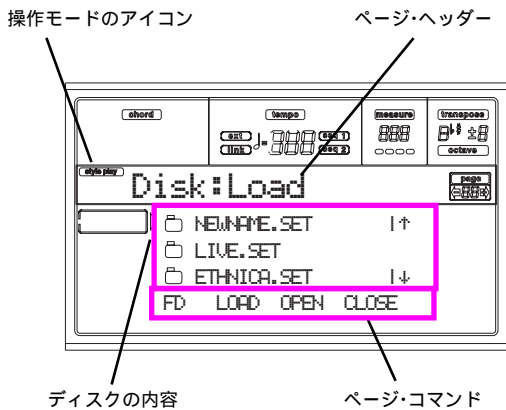 操作モードのアイコン ページ・ヘッダー
chord tempo measure transpose
ext seq 1
link seq 2 octave
style play
Disk:Load page
NEWNAME.SET
LIVE.SET
ETHNICA.SET
FD LOAD OPEN CLOSE
ディスクの内容 ページ・コマンド